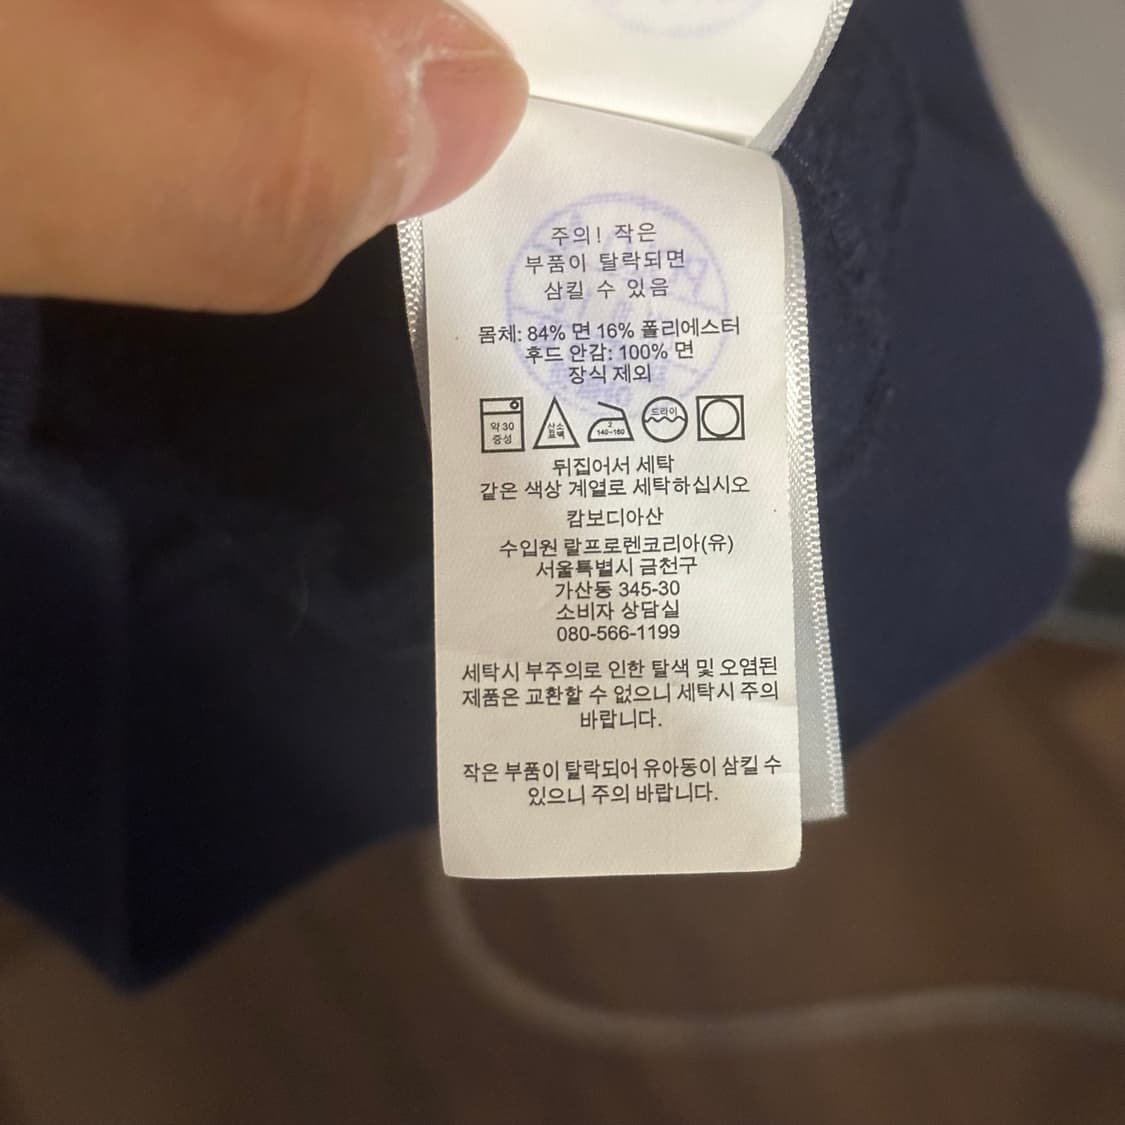 주의! 작은
부품이 탈락되면
삼킬 수 있음
몸체: 84% 면 16% 폴리에스터
후드 안감: 100% 면
장식 제외
약 30
중성
산소
표백
2
140~160
드라이
뒤집어서 세탁
같은 색상 계열로 세탁하십시오
캄보디아산
수입원 랄프로렌코리아(유)
서울특별시 금천구
가산동 345-30
소비자 상담실
080-566-1199
세탁시 부주의로 인한 탈색 및 오염된
제품은 교환할 수 없으니 세탁시 주의
바랍니다.
작은 부품이 탈락되어 유아동이 삼킬 수
있으니 주의 바랍니다.